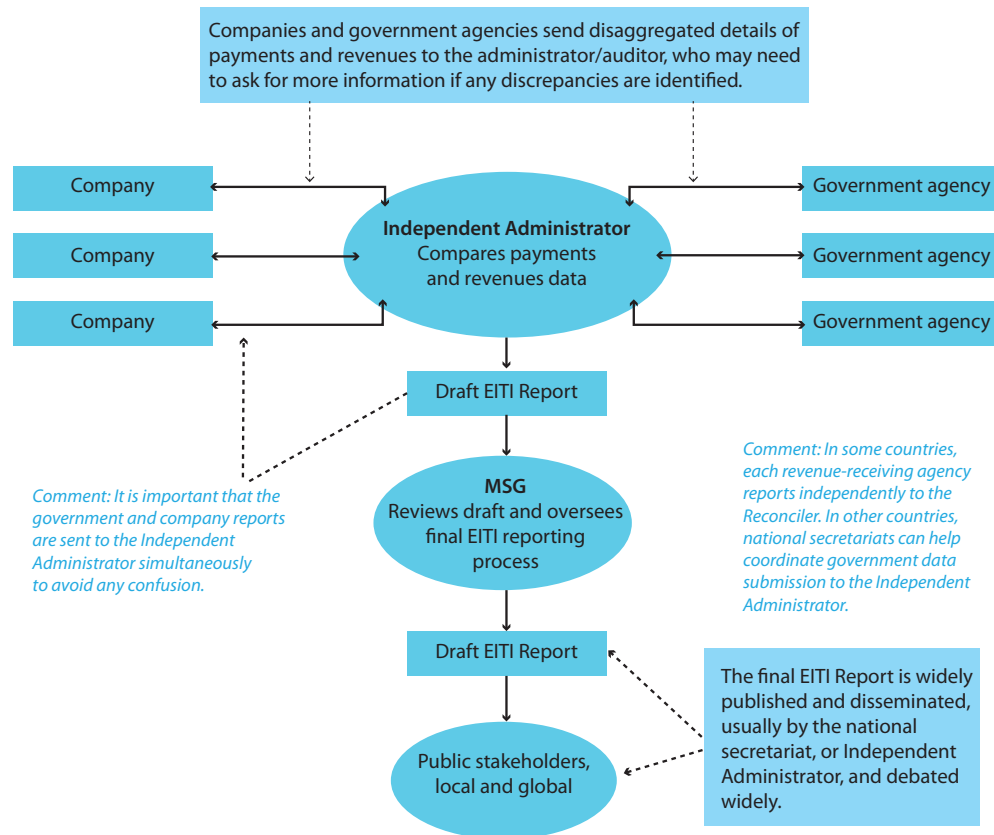 Companies and government agencies send disaggregated details of
payments and revenues to the administrator/auditor, who may need
to ask for more information if any discrepancies are identified.
Company
Government agency
Independent Administrator
Compares payments
and revenues data
Company
Government agency
Company
Government agency
Draft EITI Report
Comment: It is important that the
government and company reports
are sent to the Independent
Administrator simultaneously
to avoid any confusion.
MSG
Reviews draft and oversees
final EITI reporting
process
Comment: In some countries,
each revenue-receiving agency
reports independently to the
Reconciler. In other countries,
national secretariats can help
coordinate government data
submission to the Independent
Administrator.
Draft EITI Report
The final EITI Report is widely
published and disseminated,
usually by the national
secretariat, or Independent
Administrator, and debated
widely.
Public stakeholders,
local and global